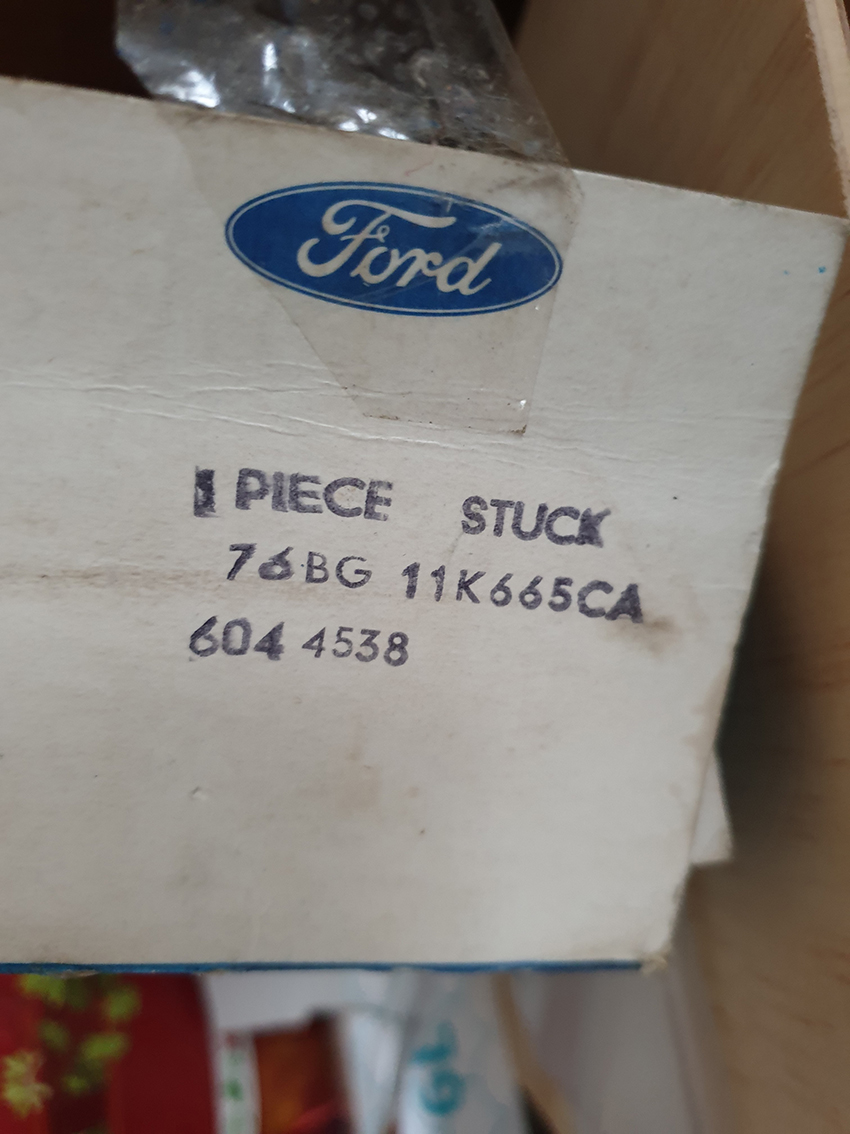 Ford
1 PIECE STUCK
76BG 11K665CA
604 4538